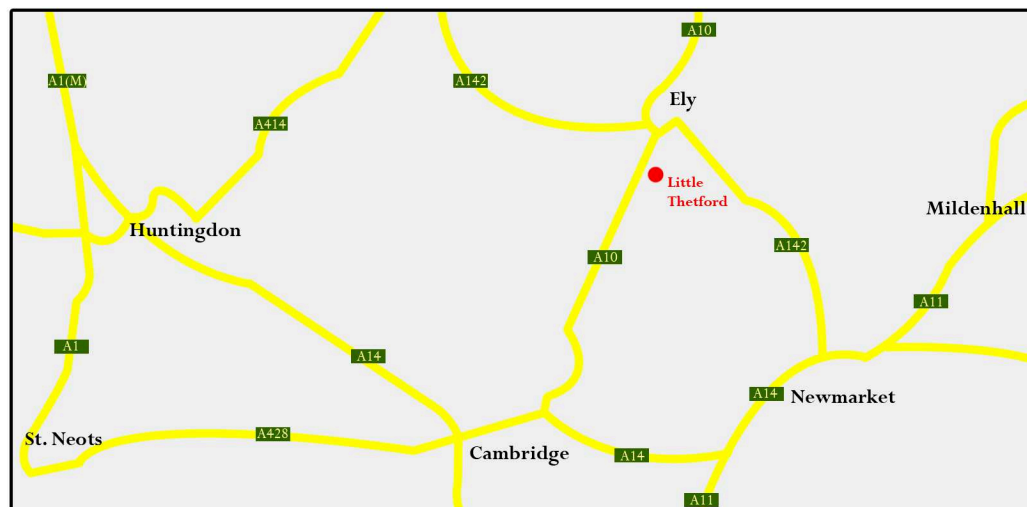 A10
A1(M)
A142
Ely
A414
Little
Thetford
Mildenhall
Huntingdon
A142
A10
A11
A1
A14
A14
Newmarket
St. Neots
A428
Cambridge
A14
A11